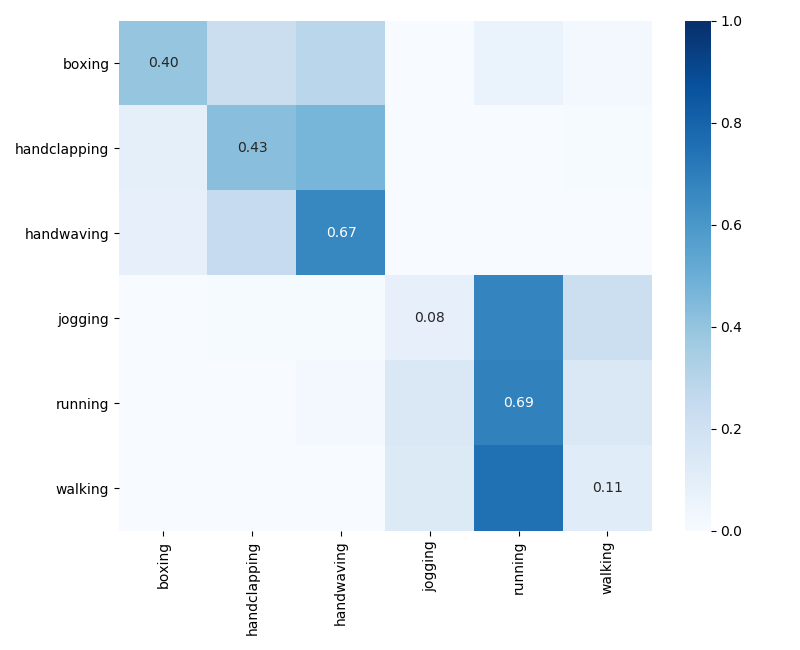 boxing
handclapping
handwaving
jogging
running
walking
0.40
0.43
0.67
0.08
0.69
0.11
boxing
handclapping
handwaving
jogging
running
walking
1.0
0.8
0.6
0.4
0.2
0.0